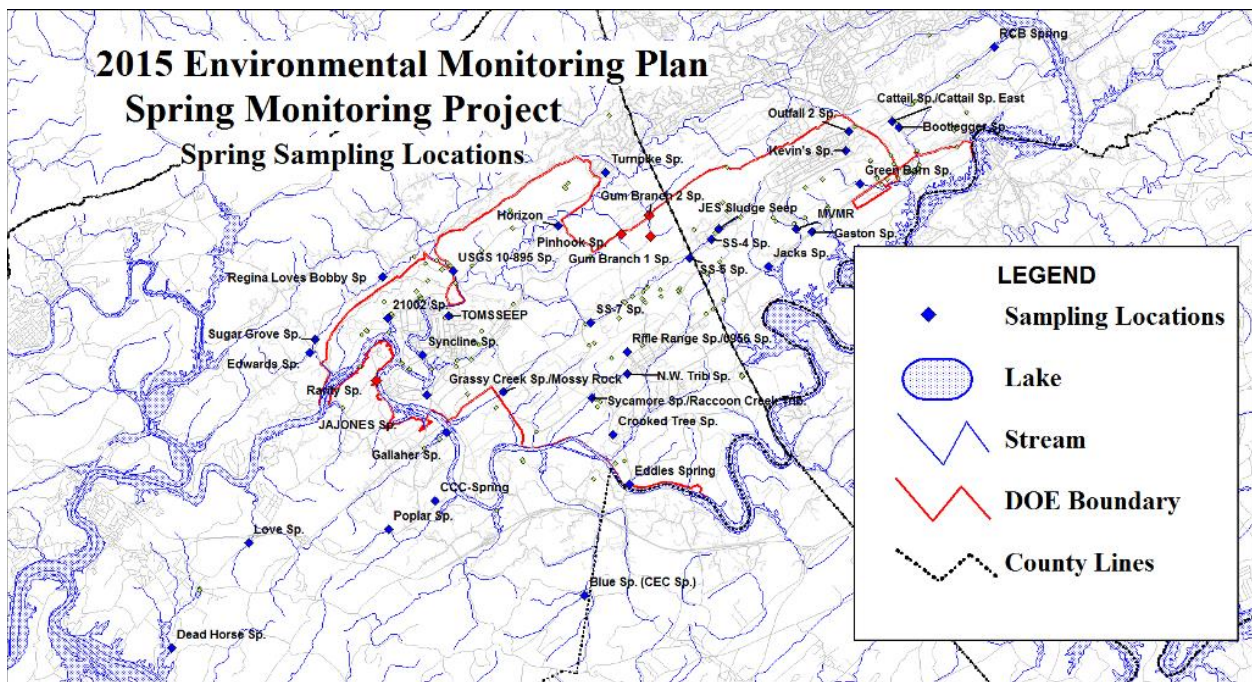 2015 Environmental Monitoring Plan
Spring Monitoring Project
Spring Sampling Locations
RCB Spring
Cattail Sp./Cattail Sp. East
Outfall 2 Sp.
Bootlegger Sp.
Kevin's Sp.
Turnpike Sp.
Green Barn Sp.
Gum Branch 2 Sp.
JES Sludge Seep
MVMR
Horizon
Gaston Sp.
Pinhook Sp.
SS-4 Sp.
Gum Branch 1 Sp.
Jacks Sp.
USGS 10-895 Sp.
SS-5 Sp.
Regina Loves Bobby Sp
21002 Sp.
TOMSSEEP
SS-7 Sp.
Sugar Grove Sp.
Rifle Range Sp./0956 Sp.
Syncline Sp.
Edwards Sp.
N.W. Trib Sp.
Grassy Creek Sp./Mossy Rock
Rarity Sp.
Sycamore Sp./Raccoon Creek Trib.
JAJONES Sp.
Crooked Tree Sp.
Gallaher Sp.
Eddies Spring
CCC-Spring
Poplar Sp.
Love Sp.
Blue Sp. (CEC Sp.)
Dead Horse Sp.
LEGEND
Sampling Locations
Lake
Stream
DOE Boundary
County Lines